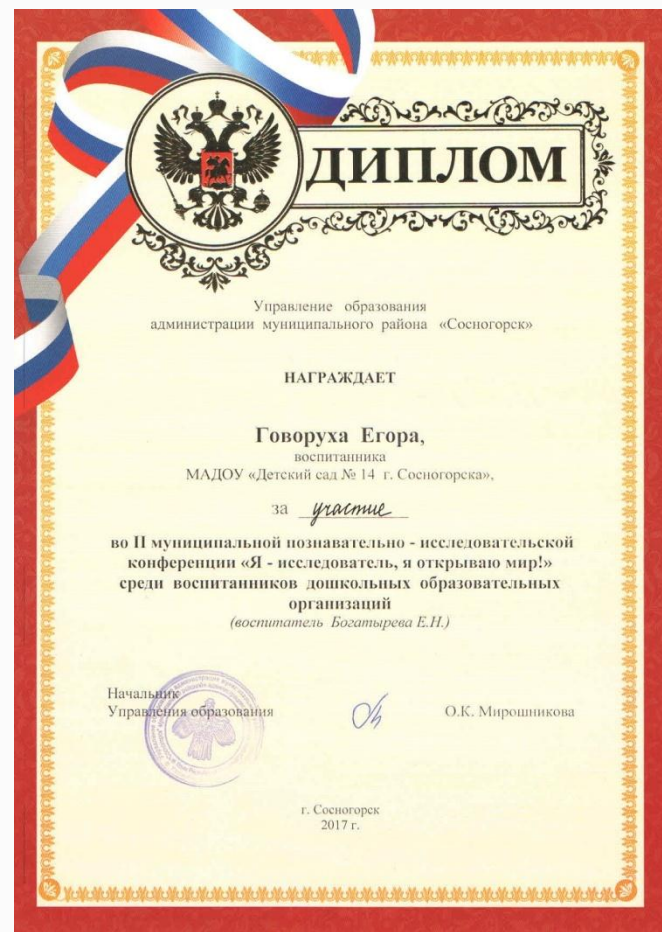 ДИПЛОМ
Управление образования
администрации муниципального района «Сосногорск»
НАГРАЖДАЕТ
Говоруха Егора,
воспитанника
МАДОУ «Детский сад № 14 г. Сосногорска»,
за участие
во II муниципальной познавательно - исследовательской
конференции «Я - исследователь, я открываю мир!»
среди воспитанников дошкольных образовательных
организаций
(воспитатель Богатырева Е.Н.)
Начальник
Управления образования О.К. Мирошникова
г. Сосногорск
2017 г.